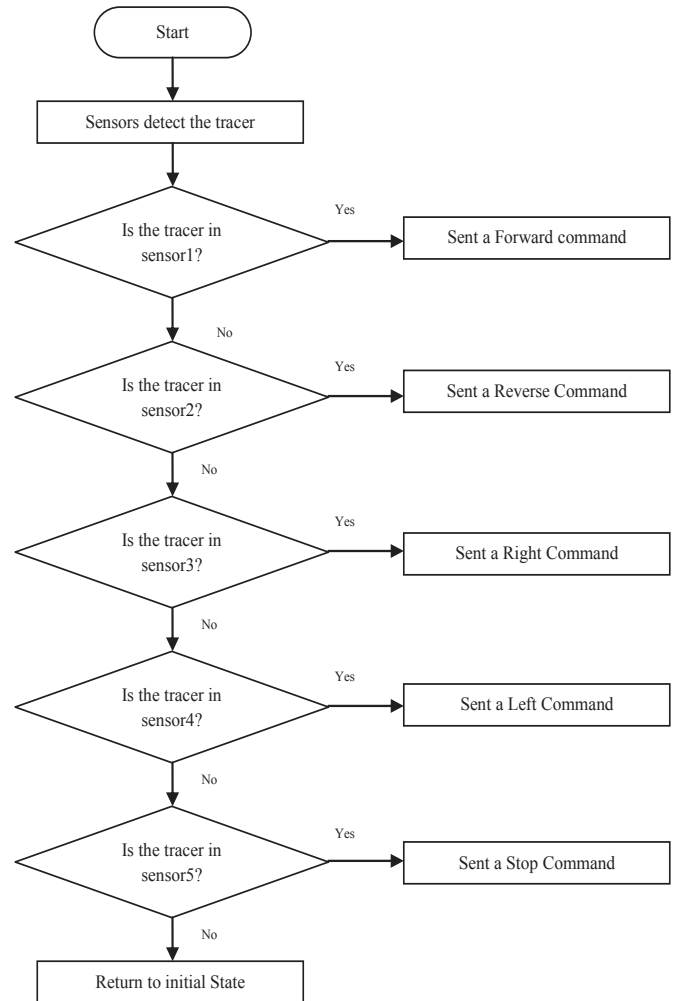 Start
Sensors detect the tracer
Is the tracer in
sensor1?
Yes
Sent a Forward command
No
Is the tracer in
sensor2?
Yes
Sent a Reverse Command
No
Is the tracer in
sensor3?
Yes
Sent a Right Command
No
Is the tracer in
sensor4?
Yes
Sent a Left Command
No
Is the tracer in
sensor5?
Yes
Sent a Stop Command
No
Return to initial State